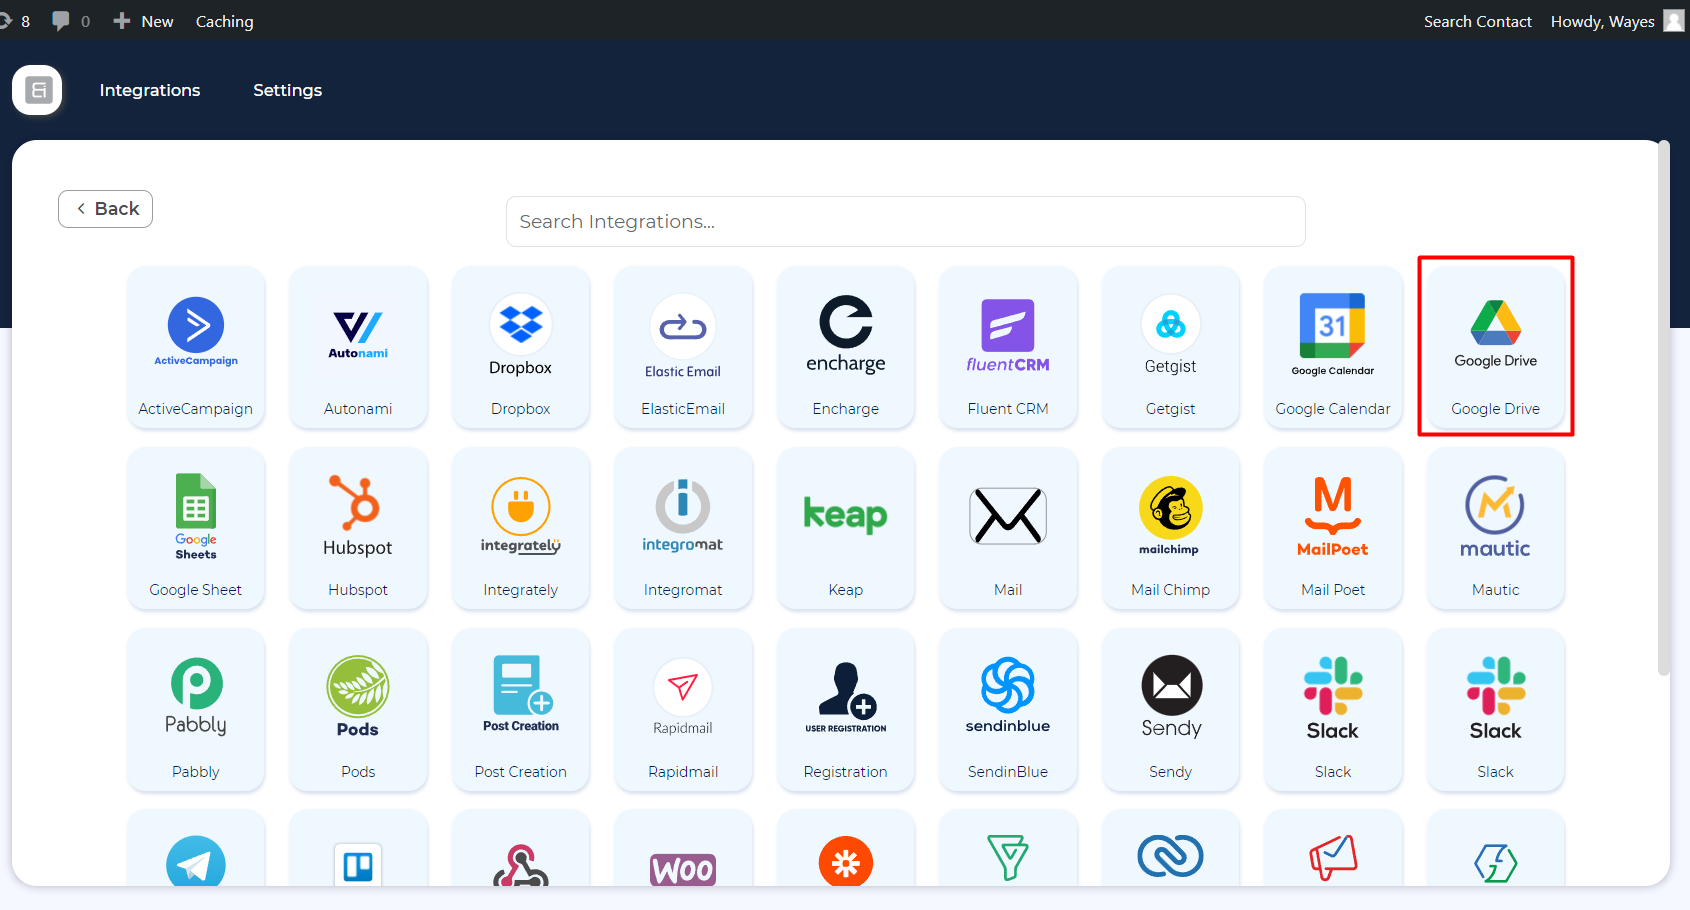 8 0 New Caching Search Contact Howdy, Wayes
Integrations Settings
Back
Search Integrations...
ActiveCampaign
ActiveCampaign
Autonami
Autonami
Dropbox
Dropbox
Elastic Email
ElasticEmail
encharge
Encharge
fluentCRM
Fluent CRM
Getgist
Getgist
31
Google Calendar
Google Calendar
Google Drive
Google Drive
Google
Sheets
Google Sheet
Hubspot
Hubspot
integrately
Integrately
integromat
Integromat
keap
Keap
Mail
mailchimp
Mail Chimp
M
MailPoet
Mail Poet
mautic
Mautic
Pabbly
Pabbly
Pods
Pods
Post Creation
Post Creation
Rapidmail
Rapidmail
USER REGISTRATION
Registration
sendinblue
SendinBlue
Sendy
Sendy
Slack
Slack
Slack
Slack
WOO